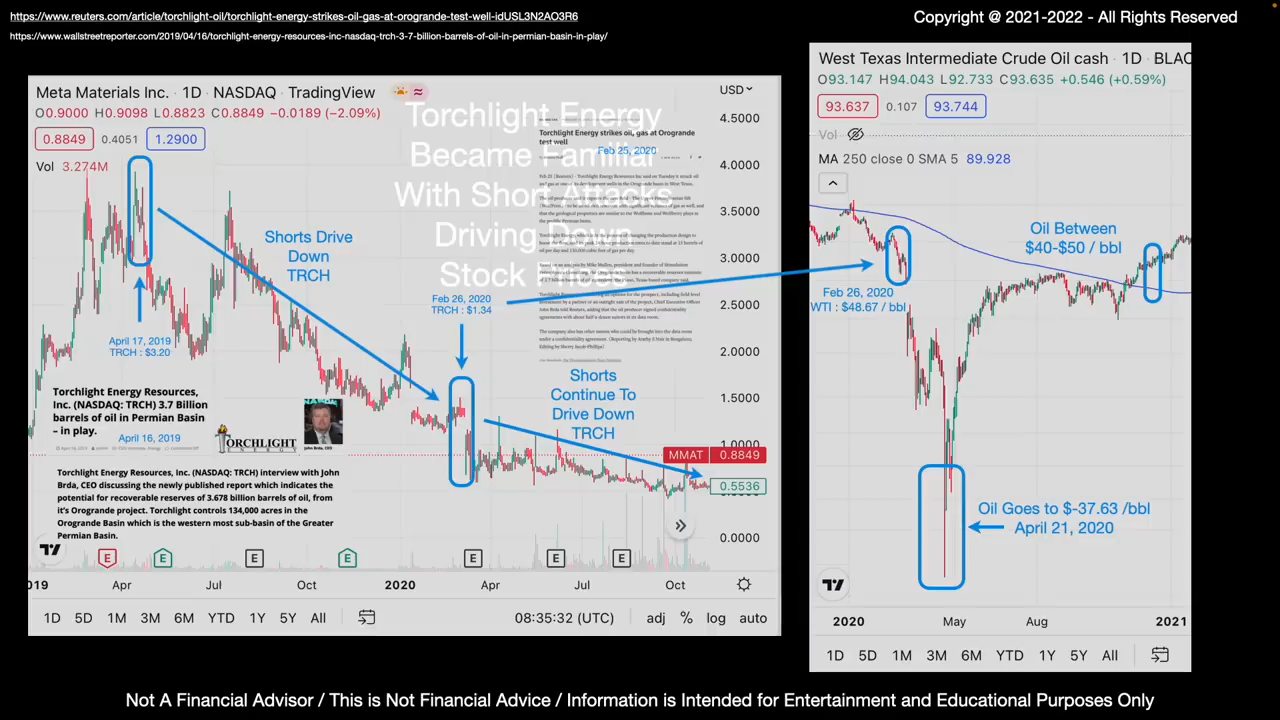 https://www.reuters.com/article/torchlight-oil/torchlight-energy-strikes-oil-gas-at-orogrande-test-well-idUSL3N2AO3R6
https://www.wallstreetreporter.com/2019/04/16/torchlight-energy-resources-inc-nasdaq-trch-3-7-billion-barrels-of-oil-in-permian-basin-in-play/
Copyright @ 2021-2022 - All Rights Reserved
Meta Materials Inc. · 1D · NASDAQ · TradingView
O0.9000 H0.9098 L0.8823 C0.8849 −0.0189 (−2.09%)
0.8849 0.4051 1.2900
Vol 3.274M
USD
4.5000
4.0000
3.5000
3.0000
2.5000
2.0000
1.5000
1.0000
MMAT 0.8849
0.5536
0.0000
Torchlight Energy
Became Familiar
With Short Attacks
Driving Down
Stock
Torchlight Energy strikes oil, gas at Orogrande
test well
Feb 25, 2020
Shorts Drive
Down
TRCH
April 17, 2019
TRCH : $3.20
Feb 26, 2020
TRCH : $1.34
Shorts
Continue To
Drive Down
TRCH
Torchlight Energy Resources,
Inc. (NASDAQ: TRCH) 3.7 Billion
barrels of oil in Permian Basin
– in play.
April 16, 2019
TORCHLIGHT
ENERGY
John Brda, CEO
Torchlight Energy Resources, Inc. (NASDAQ: TRCH) interview with John
Brda, CEO discussing the newly published report which indicates the
potential for recoverable reserves of 3.678 billion barrels of oil, from
it's Orogrande project. Torchlight controls 134,000 acres in the
Orogrande Basin which is the western most sub-basin of the Greater
Permian Basin.
E E E E E E E
2019 Apr Jul Oct 2020 Apr Jul Oct
1D 5D 1M 3M 6M YTD 1Y 5Y All 08:35:32 (UTC) adj % log auto
West Texas Intermediate Crude Oil cash · 1D · BLAC
O93.147 H94.043 L92.733 C93.635 +0.546 (+0.59%)
93.637 0.107 93.744
Vol
MA 250 close 0 SMA 5 89.928
Oil Between
$40-$50 / bbl
Feb 26, 2020
WTI : $48.67 / bbl
Oil Goes to $-37.63 /bbl
April 21, 2020
2020 May Aug 2021
1D 5D 1M 3M 6M YTD 1Y 5Y All
Not A Financial Advisor / This is Not Financial Advice / Information is Intended for Entertainment and Educational Purposes Only